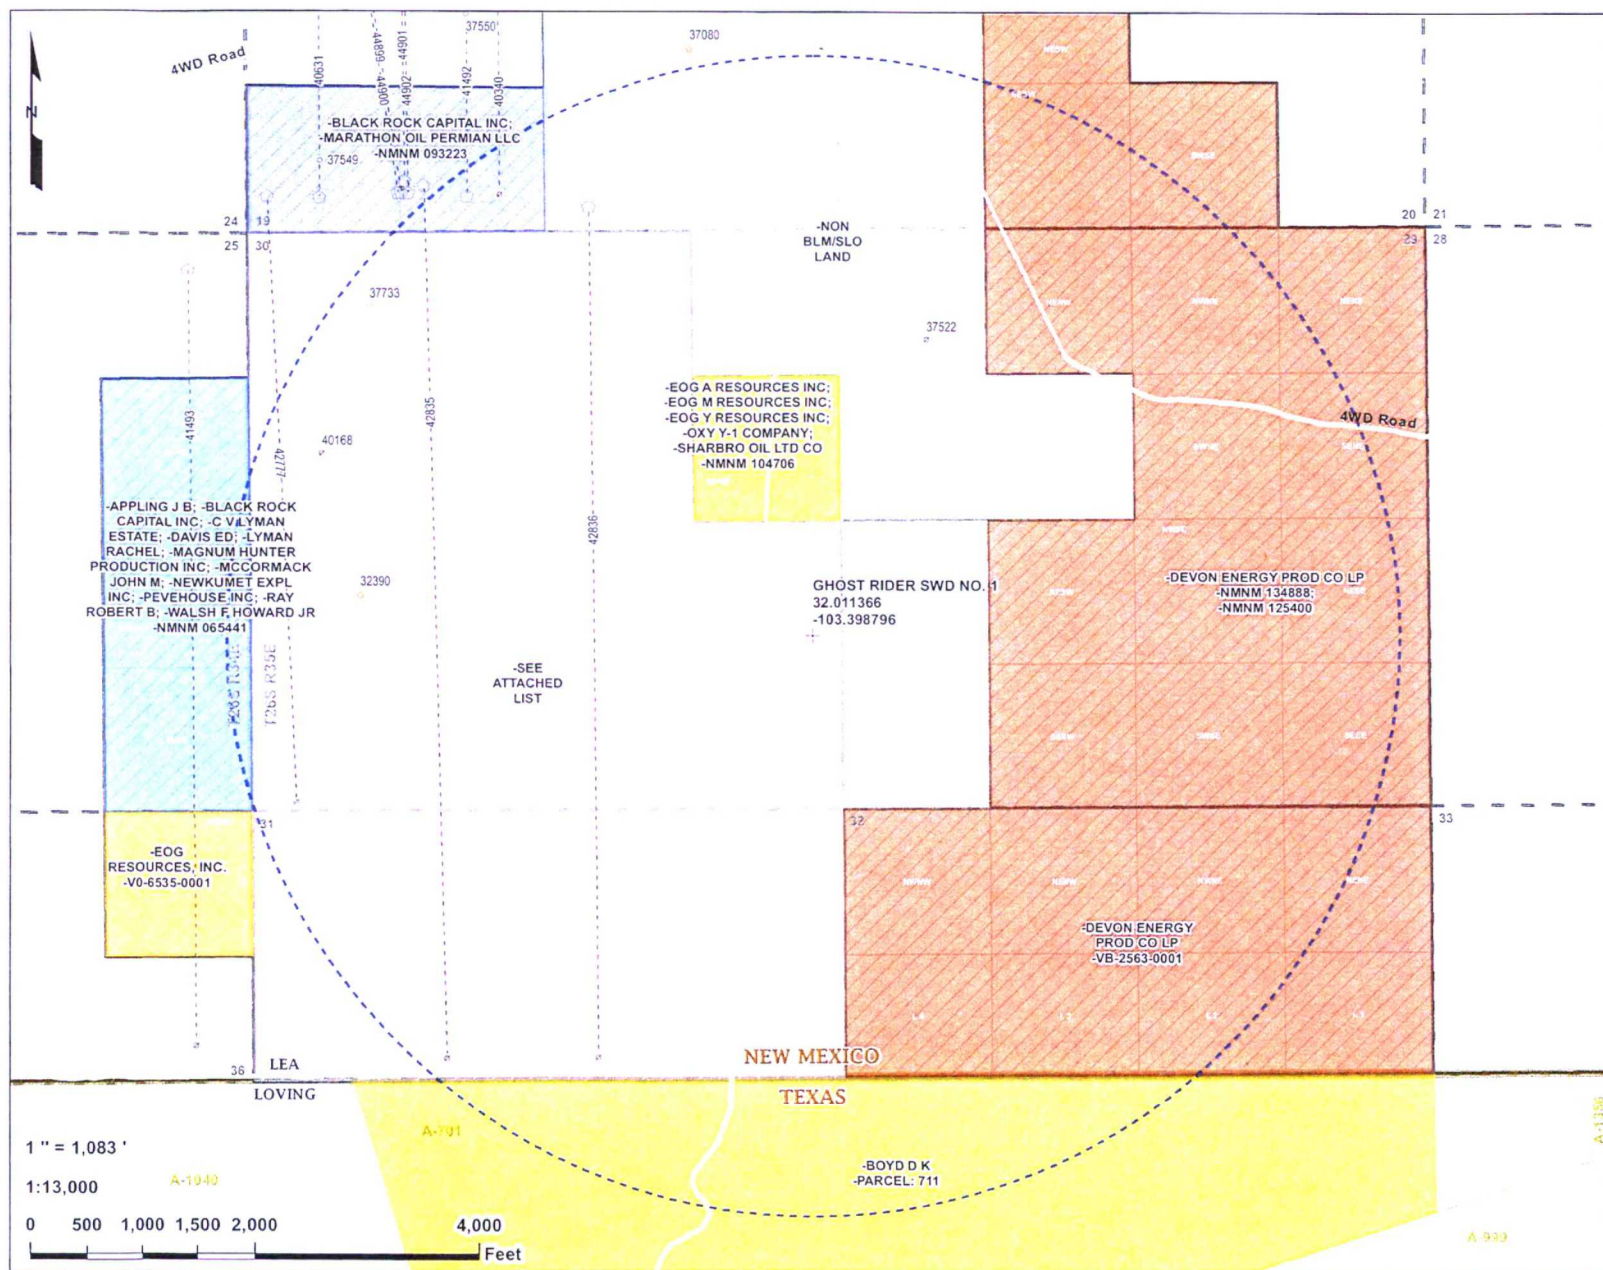 4WD Road
40631
44899
44900
44901
44902
37550
41492
40340
37080
-BLACK ROCK CAPITAL INC;
-MARATHON OIL PERMIAN LLC
-NMNM 093223
37549
N
24 19
25 30
20 21
28
-NON
BLM/SLO
LAND
37733
37522
42835
41493
42777
40168
42836
-EOG A RESOURCES INC;
-EOG M RESOURCES INC;
-EOG Y RESOURCES INC;
-OXY Y-1 COMPANY;
-SHARBRO OIL LTD CO
-NMNM 104706
4WD Road
-APPLING J B; -BLACK ROCK
CAPITAL INC; -C V LYMAN
ESTATE; -DAVIS ED; -LYMAN
RACHEL; -MAGNUM HUNTER
PRODUCTION INC; -MCCORMACK
JOHN M; -NEWKUMET EXPL
INC; -PEVEHOUSE INC; -RAY
ROBERT B; -WALSH F HOWARD JR
-NMNM 065441
32390
GHOST RIDER SWD NO. 1
32.011366
-103.398796
-DEVON ENERGY PROD CO LP
-NMNM 134888;
-NMNM 125400
T26S R35E
-SEE
ATTACHED
LIST
31
32
33
-EOG
RESOURCES, INC.
-V0-6535-0001
-DEVON ENERGY
PROD CO LP
-VB-2563-0001
36
LEA
LOVING
NEW MEXICO
TEXAS
A-701
A-1040
-BOYD D K
-PARCEL: 711
A-1356
A-999
1 " = 1,083 '
1:13,000
0 500 1,000 1,500 2,000 4,000
Feet